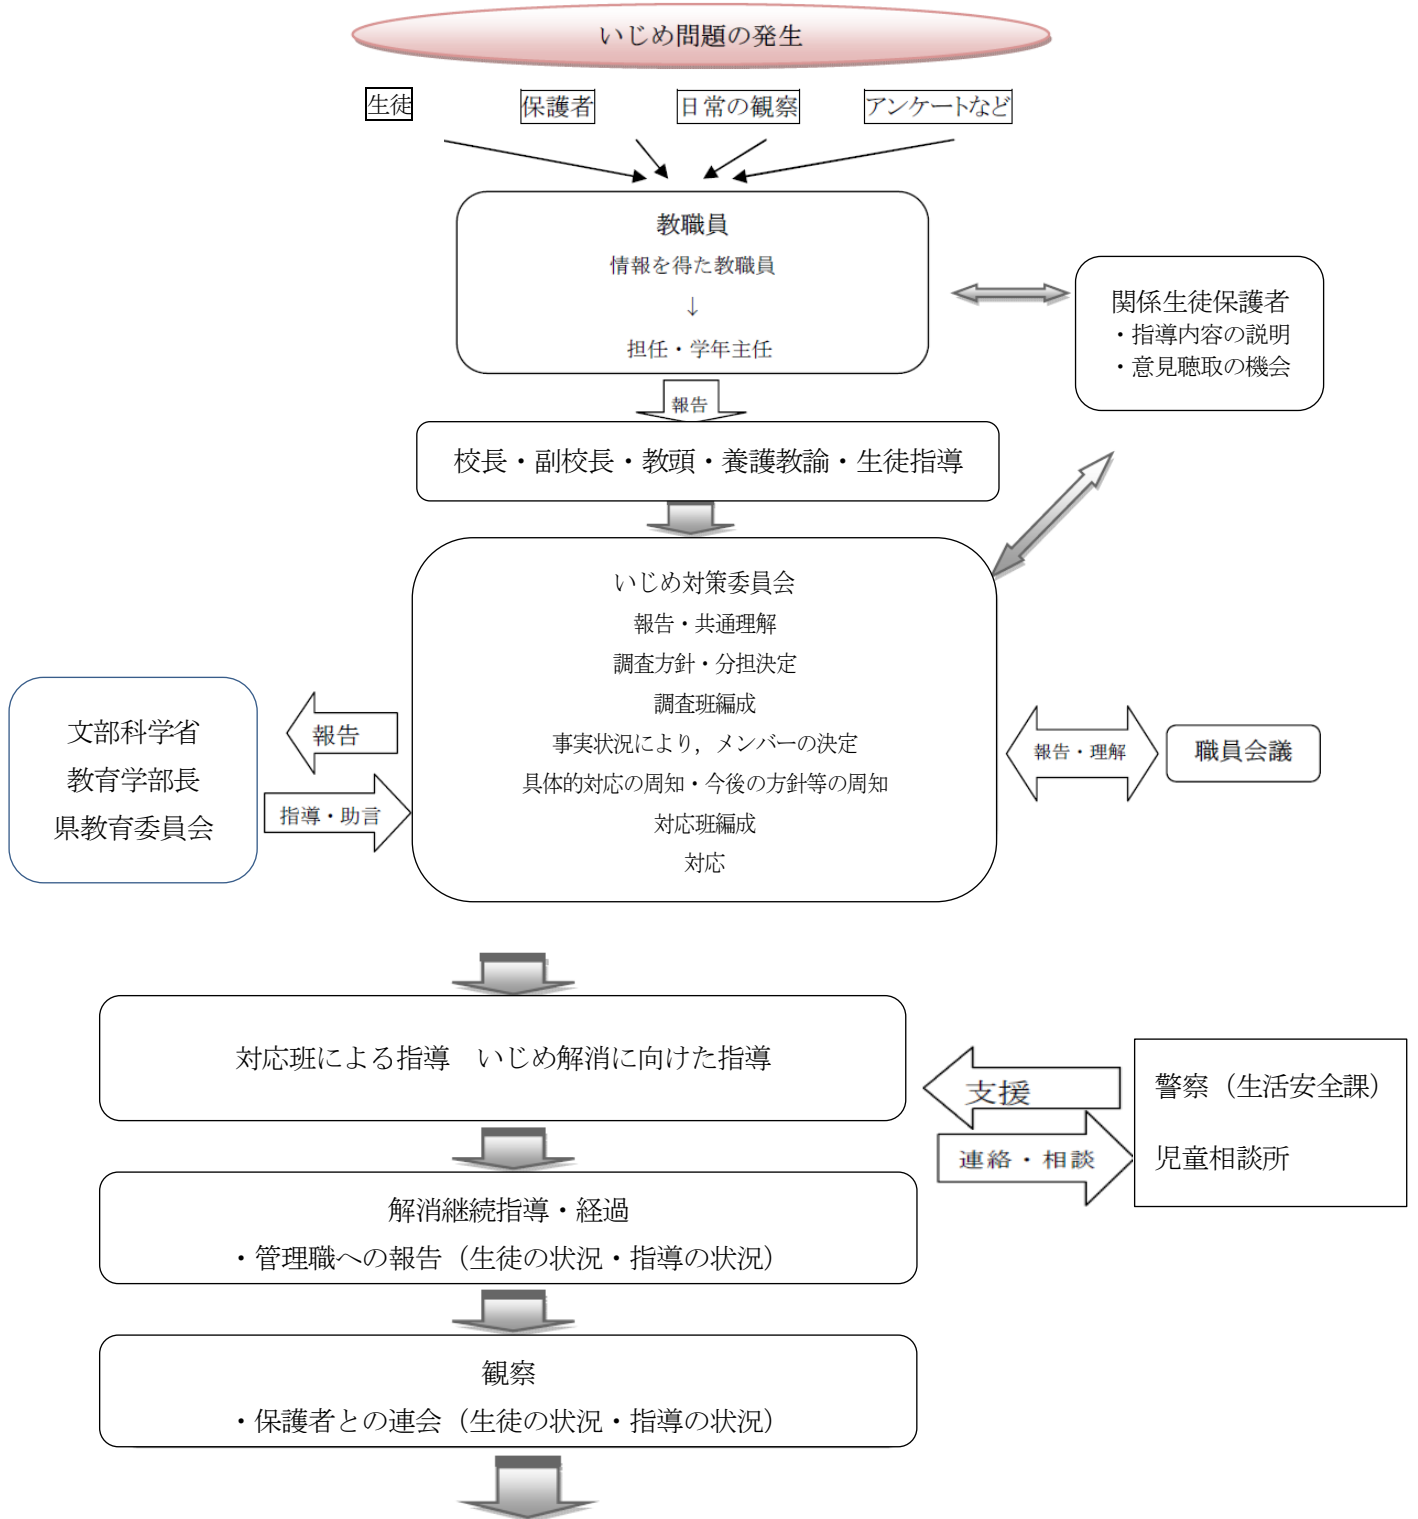 いじめ問題の発生
生徒
保護者
日常の観察
アンケートなど
教職員
情報を得た教職員
↓
担任・学年主任
関係生徒保護者
・指導内容の説明
・意見聴取の機会
報告
校長・副校長・教頭・養護教諭・生徒指導
いじめ対策委員会
報告・共通理解
調査方針・分担決定
調査班編成
事実状況により，メンバーの決定
具体的対応の周知・今後の方針等の周知
対応班編成
対応
文部科学省
教育学部長
県教育委員会
報告
指導・助言
報告・理解
職員会議
対応班による指導　いじめ解消に向けた指導
支援
連絡・相談
警察（生活安全課）
児童相談所
解消継続指導・経過
・管理職への報告（生徒の状況・指導の状況）
観察
・保護者との連会（生徒の状況・指導の状況）